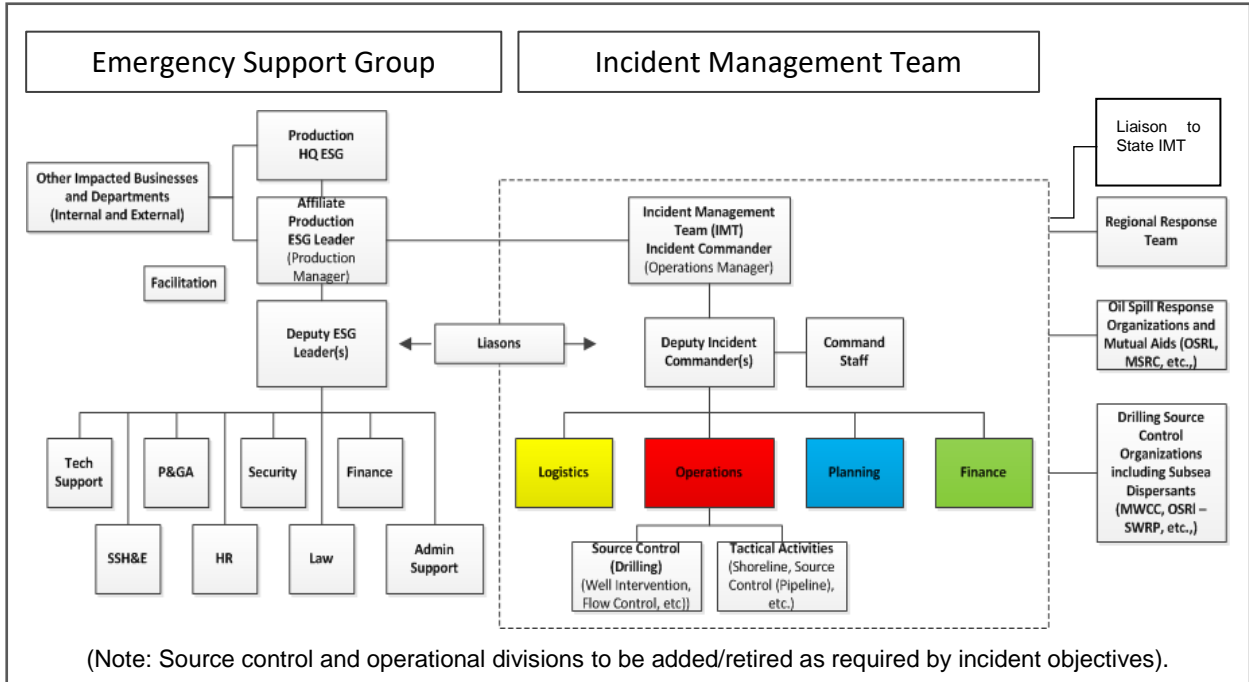 Emergency Support Group
Incident Management Team
Production
HQ ESG
Other Impacted Businesses
and Departments
(Internal and External)
Affiliate
Production
ESG Leader
(Production
Manager)
Facilitation
Deputy ESG
Leader(s)
Liasons
Tech
Support
P&GA
Security
Finance
SSH&E
HR
Law
Admin
Support
Incident Management
Team (IMT)
Incident Commander
(Operations Manager)
Deputy Incident
Commander(s)
Command
Staff
Logistics
Operations
Planning
Finance
Source Control
(Drilling)
(Well Intervention,
Flow Control, etc))
Tactical Activities
(Shoreline, Source
Control (Pipeline),
etc.)
Liaison to
State IMT
Regional Response
Team
Oil Spill Response
Organizations and
Mutual Aids (OSRL,
MSRC, etc.,)
Drilling Source
Control
Organizations
including Subsea
Dispersants
(MWCC, OSRl –
SWRP, etc.,)
(Note: Source control and operational divisions to be added/retired as required by incident objectives).